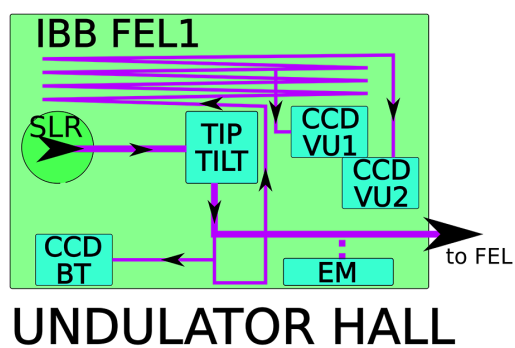 IBB FEL1
SLR
TIP
TILT
CCD
VU1
CCD
VU2
CCD
BT
EM
to FEL
UNDULATOR HALL